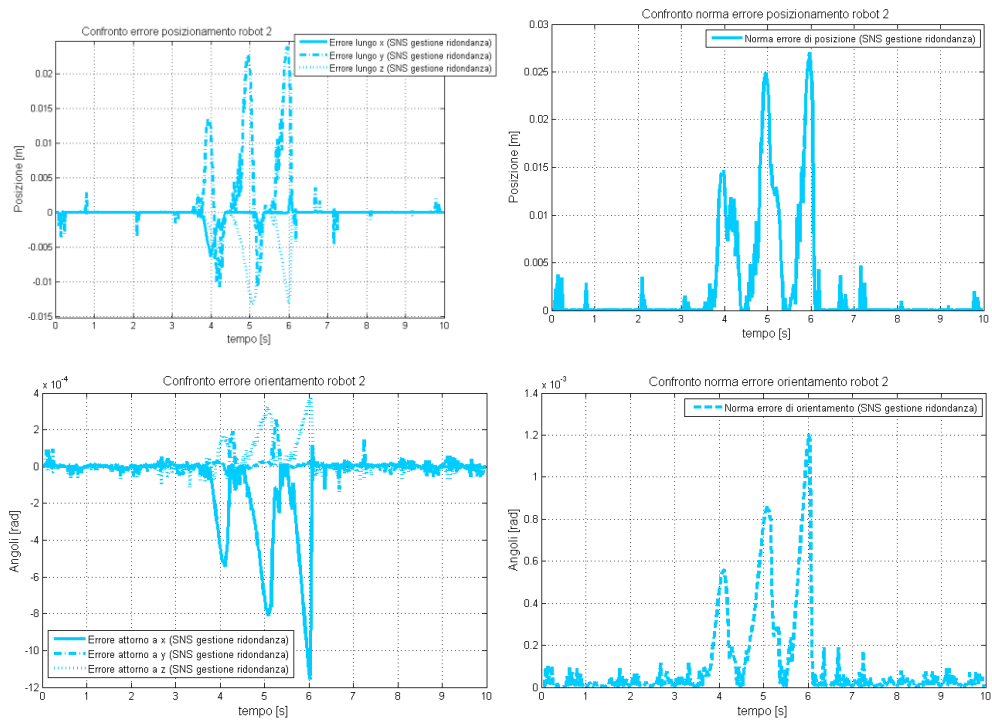 Confronto errore posizionamento robot 2
Errore lungo x (SNS gestione ridondanza)
Errore lungo y (SNS gestione ridondanza)
Errore lungo z (SNS gestione ridondanza)
0.02
0.015
0.01
0.005
0
-0.005
-0.01
-0.015
Posizione [m]
0 1 2 3 4 5 6 7 8 9 10
tempo [s]
Confronto norma errore posizionamento robot 2
Norma errore di posizione (SNS gestione ridondanza)
0.03
0.025
0.02
0.015
0.01
0.005
0
Posizione [m]
0 1 2 3 4 5 6 7 8 9 10
tempo [s]
x 10^-4
Confronto errore orientamento robot 2
4
2
0
-2
-4
-6
-8
-10
-12
Angoli [rad]
Errore attorno a x (SNS gestione ridondanza)
Errore attorno a y (SNS gestione ridondanza)
Errore attorno a z (SNS gestione ridondanza)
0 1 2 3 4 5 6 7 8 9 10
tempo [s]
x 10^-3
Confronto norma errore orientamento robot 2
Norma errore di orientamento (SNS gestione ridondanza)
1.4
1.2
1
0.8
0.6
0.4
0.2
0
Angoli [rad]
0 1 2 3 4 5 6 7 8 9 10
tempo [s]